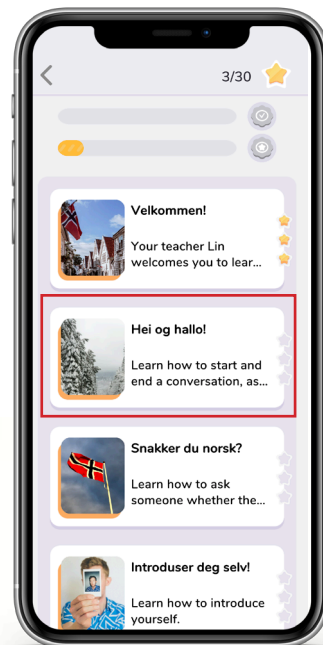 3/30
Velkommen!
Your teacher Lin
welcomes you to lear...
Hei og hallo!
Learn how to start and
end a conversation, as...
Snakker du norsk?
Learn how to ask
someone whether the...
Introduser deg selv!
Learn how to introduce
yourself.